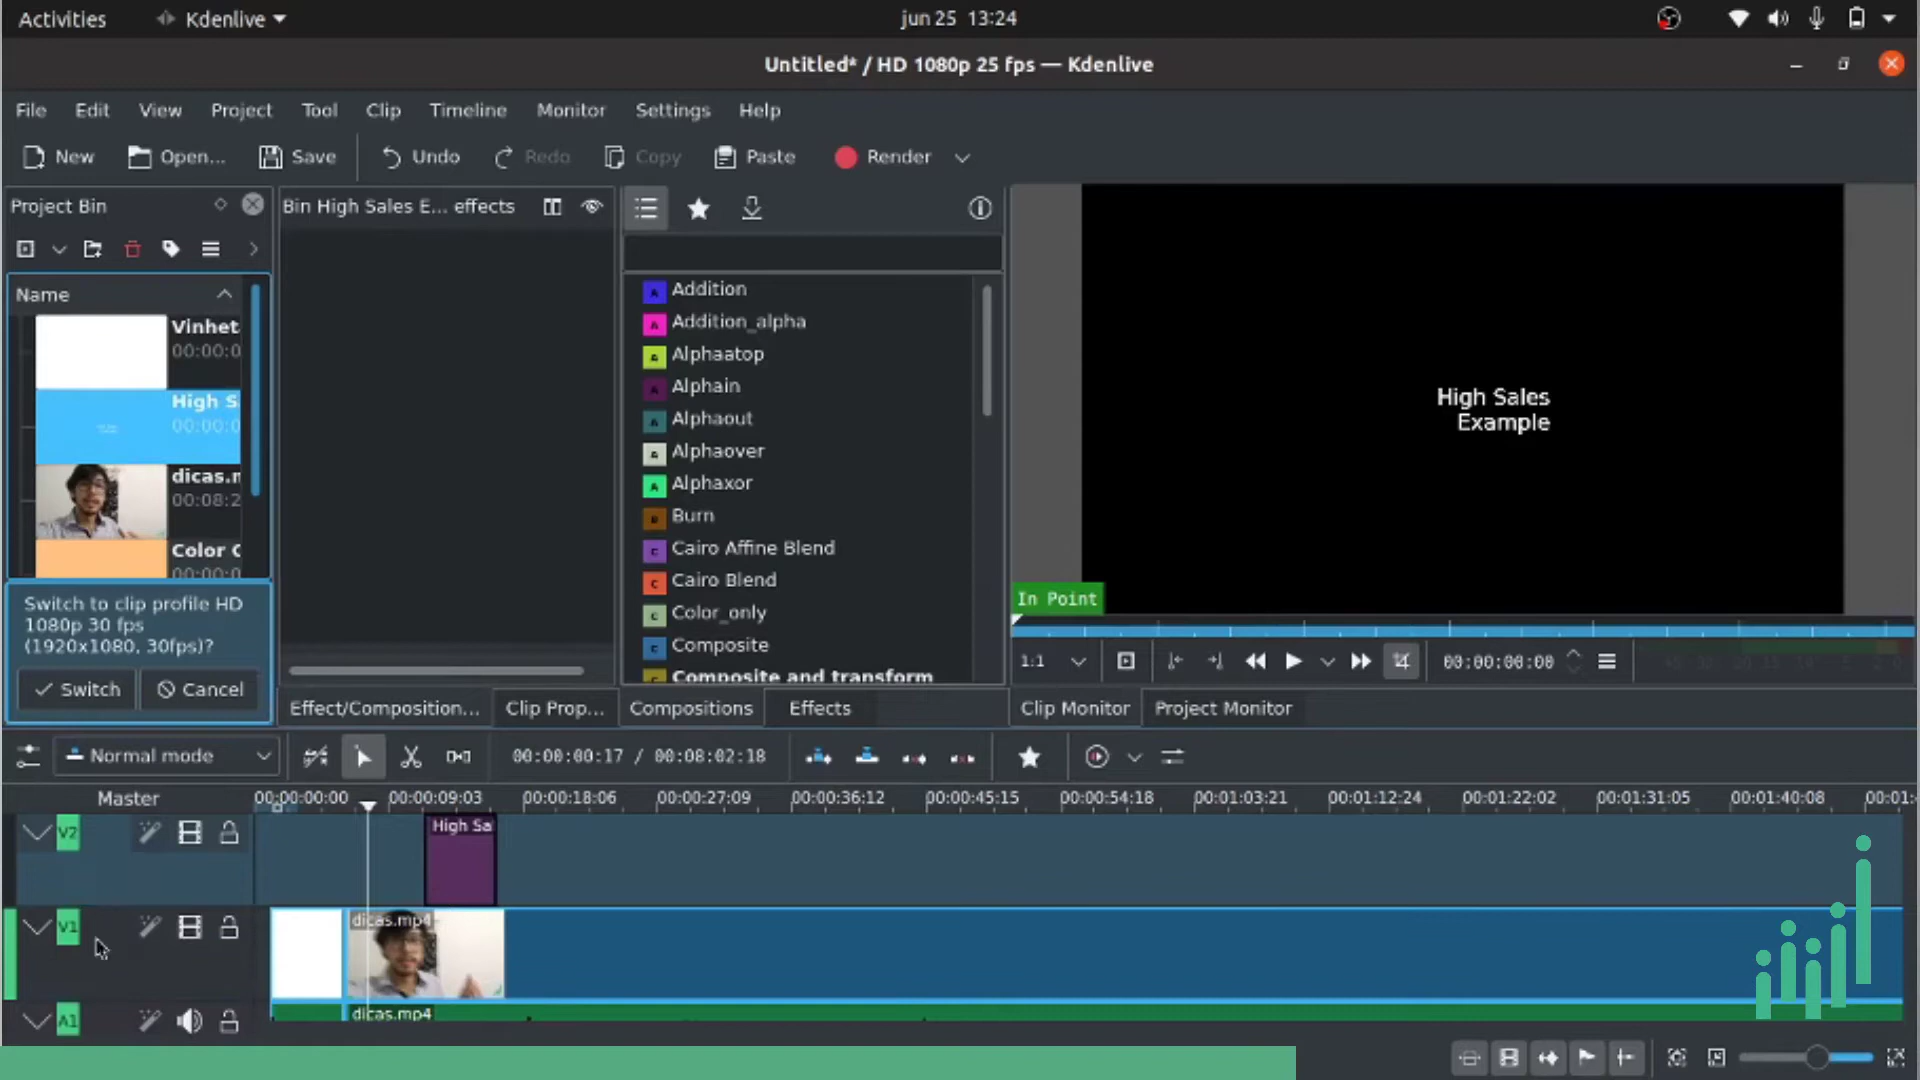 Activities Kdenlive jun 25 13:24
Untitled* / HD 1080p 25 fps — Kdenlive
File Edit View Project Tool Clip Timeline Monitor Settings Help
New Open... Save Undo Redo Copy Paste Render
Project Bin
Bin High Sales E... effects
Name
Vinhet
00:00:0
High S
00:00:0
dicas.m
00:08:2
Color C
00:00:0
Switch to clip profile HD
1080p 30 fps
(1920x1080, 30fps)?
Switch Cancel
Addition
Addition_alpha
Alphaatop
Alphain
Alphaout
Alphaover
Alphaxor
Burn
Cairo Affine Blend
Cairo Blend
Color_only
Composite
Composite and transform
High Sales
Example
In Point
1:1 00:00:00:00
Effect/Composition... Clip Prop... Compositions Effects Clip Monitor Project Monitor
Normal mode 00:00:00:17 / 00:08:02:18
Master 00:00:00:00 00:00:09:03 00:00:18:06 00:00:27:09 00:00:36:12 00:00:45:15 00:00:54:18 00:01:03:21 00:01:12:24 00:01:22:02 00:01:31:05 00:01:40:08 00:01:
V2 High Sa
V1 dicas.mp4
A1 dicas.mp4